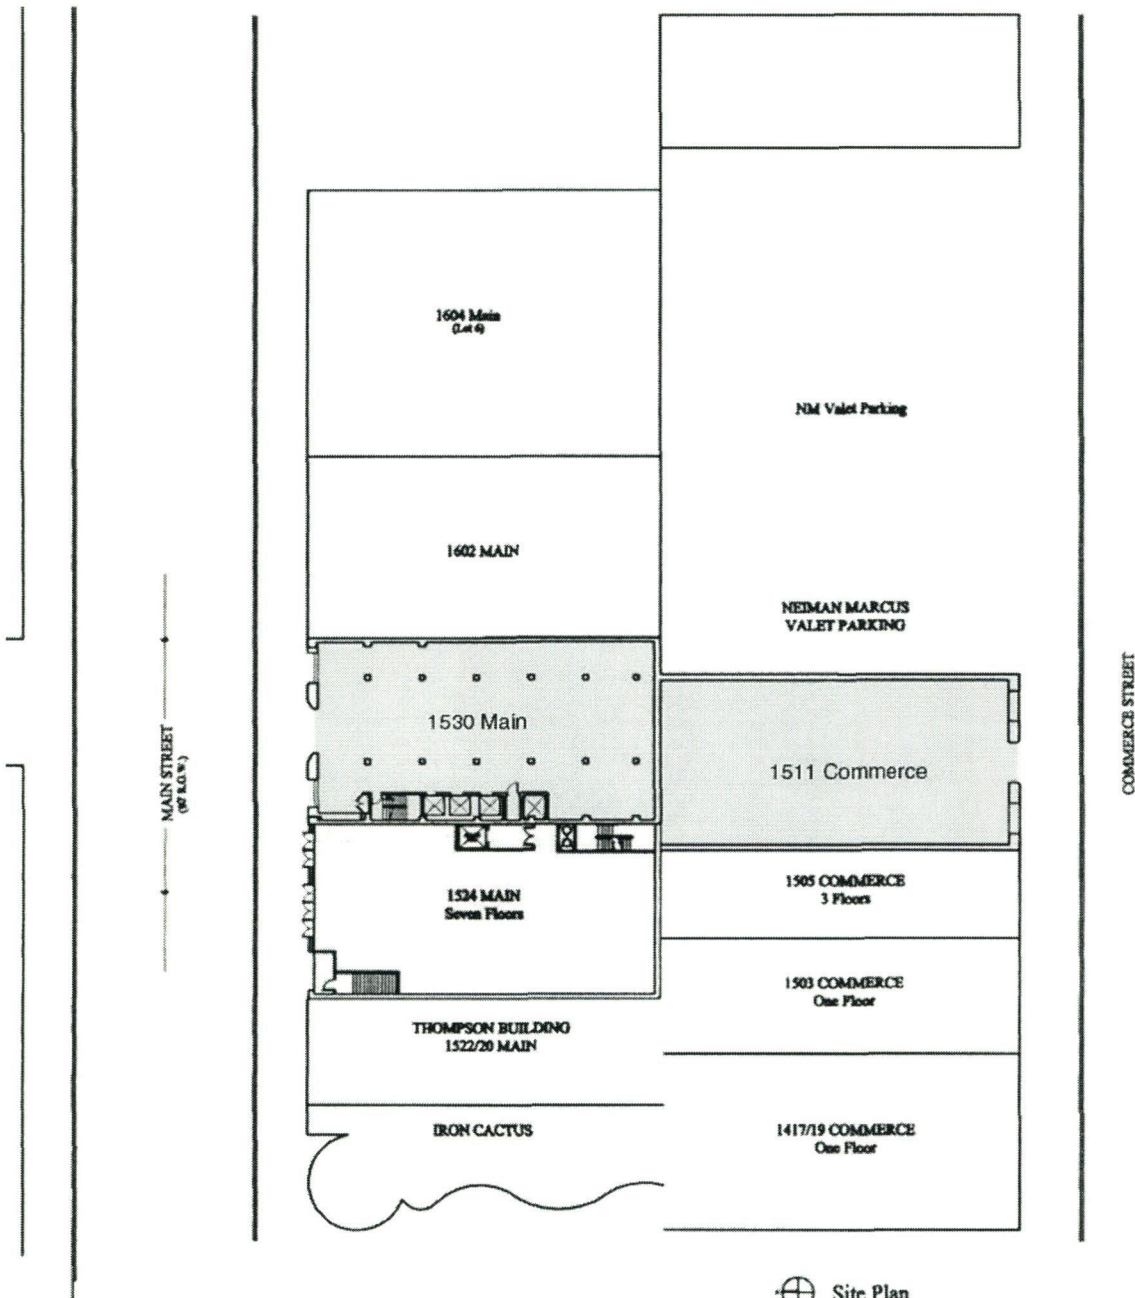 1604 Main
(Lot 6)
NM Valet Parking
1602 MAIN
NEIMAN MARCUS
VALET PARKING
1530 Main
1511 Commerce
MAIN STREET
COMMERCE STREET
1524 MAIN
Seven Floors
1505 COMMERCE
3 Floors
1503 COMMERCE
One Floor
THOMPSON BUILDING
1522/20 MAIN
IRON CACTUS
1417/19 COMMERCE
One Floor
Site Plan